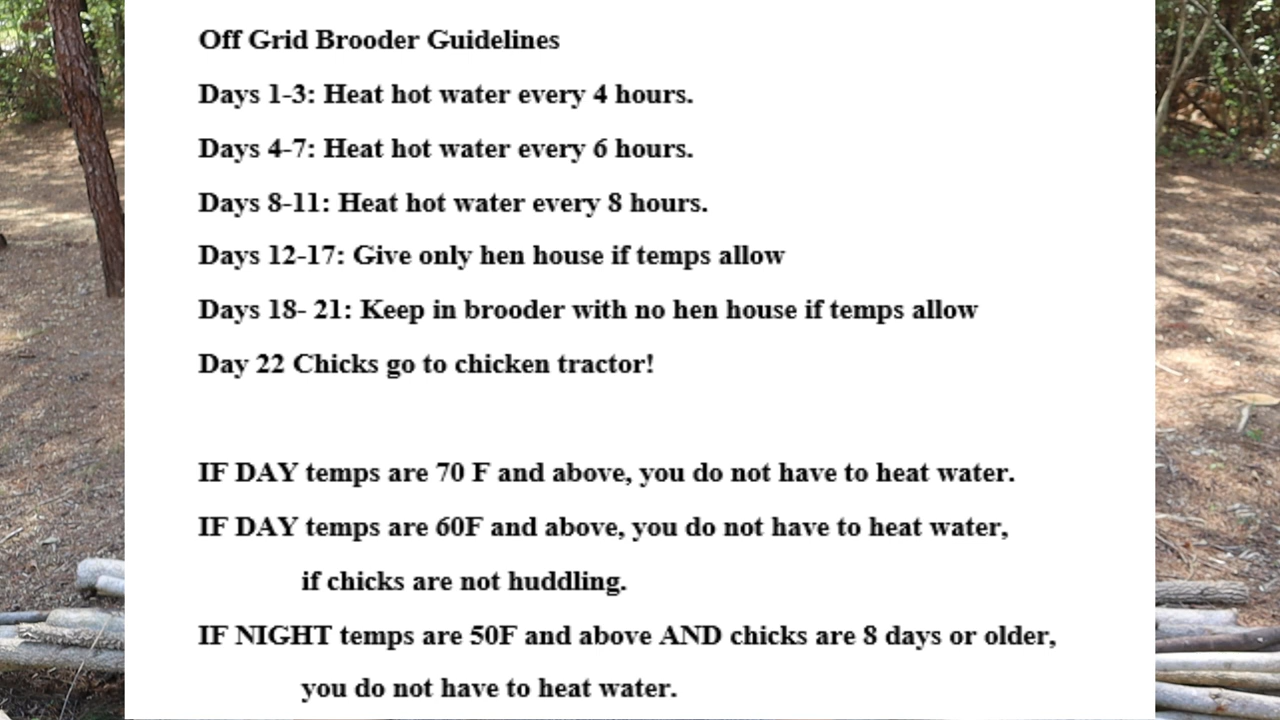 Off Grid Brooder Guidelines
Days 1-3: Heat hot water every 4 hours.
Days 4-7: Heat hot water every 6 hours.
Days 8-11: Heat hot water every 8 hours.
Days 12-17: Give only hen house if temps allow
Days 18- 21: Keep in brooder with no hen house if temps allow
Day 22 Chicks go to chicken tractor!
IF DAY temps are 70 F and above, you do not have to heat water.
IF DAY temps are 60F and above, you do not have to heat water,
if chicks are not huddling.
IF NIGHT temps are 50F and above AND chicks are 8 days or older,
you do not have to heat water.